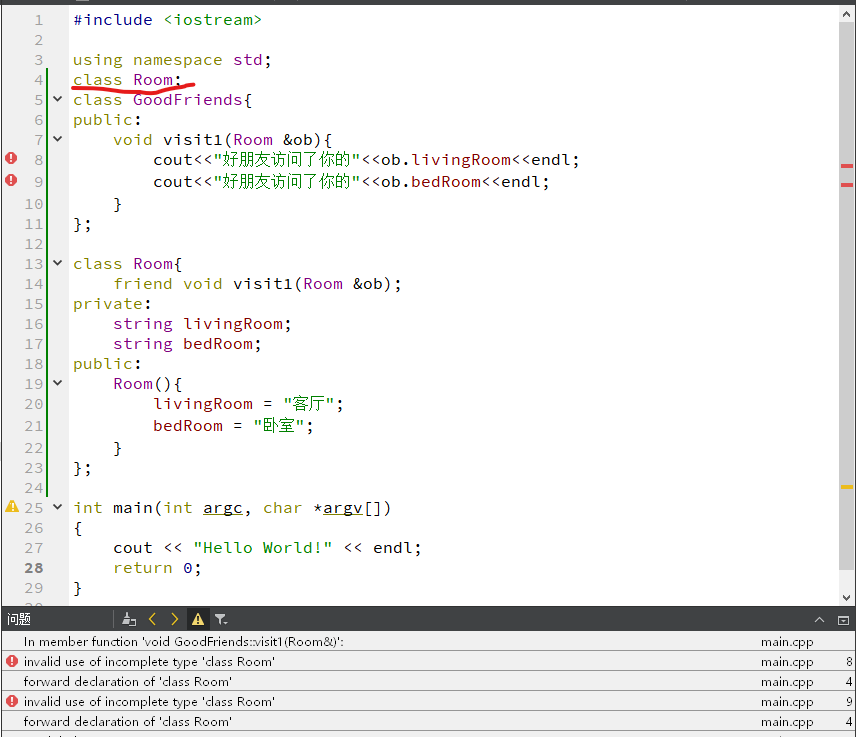 1 #include <iostream>
2
3 using namespace std;
4 class Room;
5 class GoodFriends{
6 public:
7 void visit1(Room &ob){
8 cout<<"好朋友访问了你的"<<ob.livingRoom<<endl;
9 cout<<"好朋友访问了你的"<<ob.bedRoom<<endl;
10 }
11 };
12
13 class Room{
14 friend void visit1(Room &ob);
15 private:
16 string livingRoom;
17 string bedRoom;
18 public:
19 Room(){
20 livingRoom = "客厅";
21 bedRoom = "卧室";
22 }
23 };
24
25 int main(int argc, char *argv[])
26 {
27 cout << "Hello World!" << endl;
28 return 0;
29 }
问题
In member function 'void GoodFriends::visit1(Room&)': main.cpp
invalid use of incomplete type 'class Room' main.cpp 8
forward declaration of 'class Room' main.cpp 4
invalid use of incomplete type 'class Room' main.cpp 9
forward declaration of 'class Room' main.cpp 4